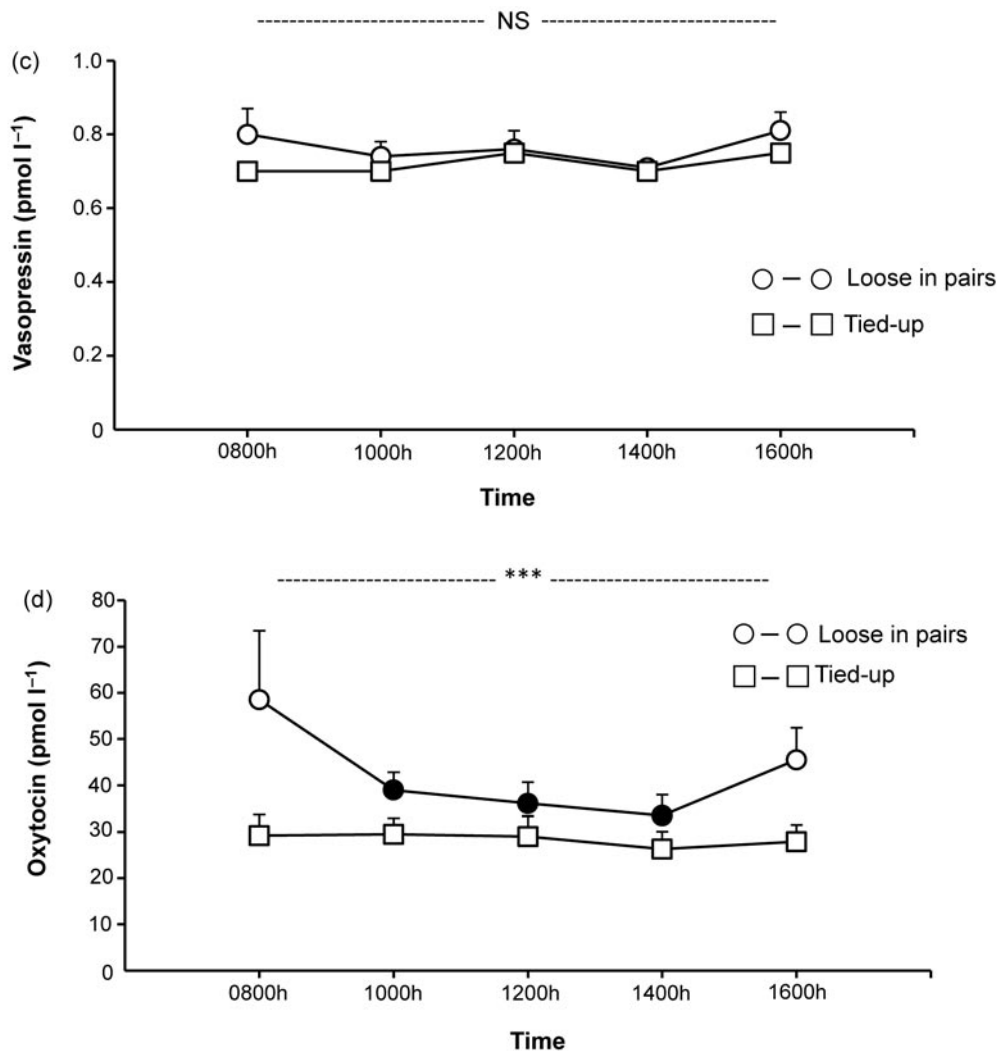 NS
(c)
1.0
0.8
0.6
0.4
0.2
0
Vasopressin (pmol l⁻¹)
Loose in pairs
Tied-up
0800h 1000h 1200h 1400h 1600h
Time
***
(d)
80
70
60
50
40
30
20
10
0
Oxytocin (pmol l⁻¹)
Loose in pairs
Tied-up
0800h 1000h 1200h 1400h 1600h
Time